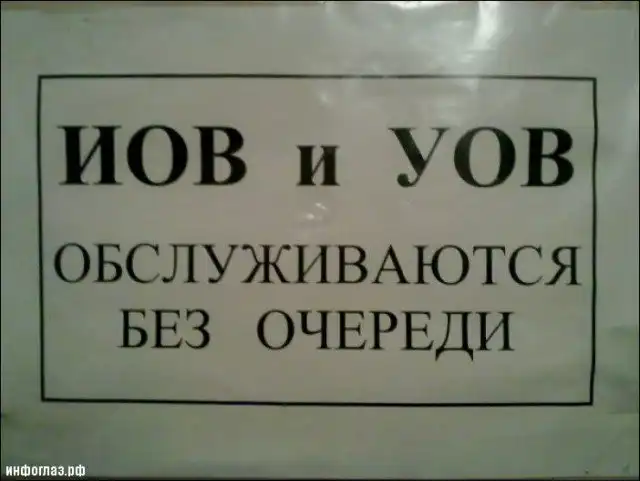 ИОВ и УОВ
ОБСЛУЖИВАЮТСЯ
БЕЗ ОЧЕРЕДИ
инфоглаз.рф